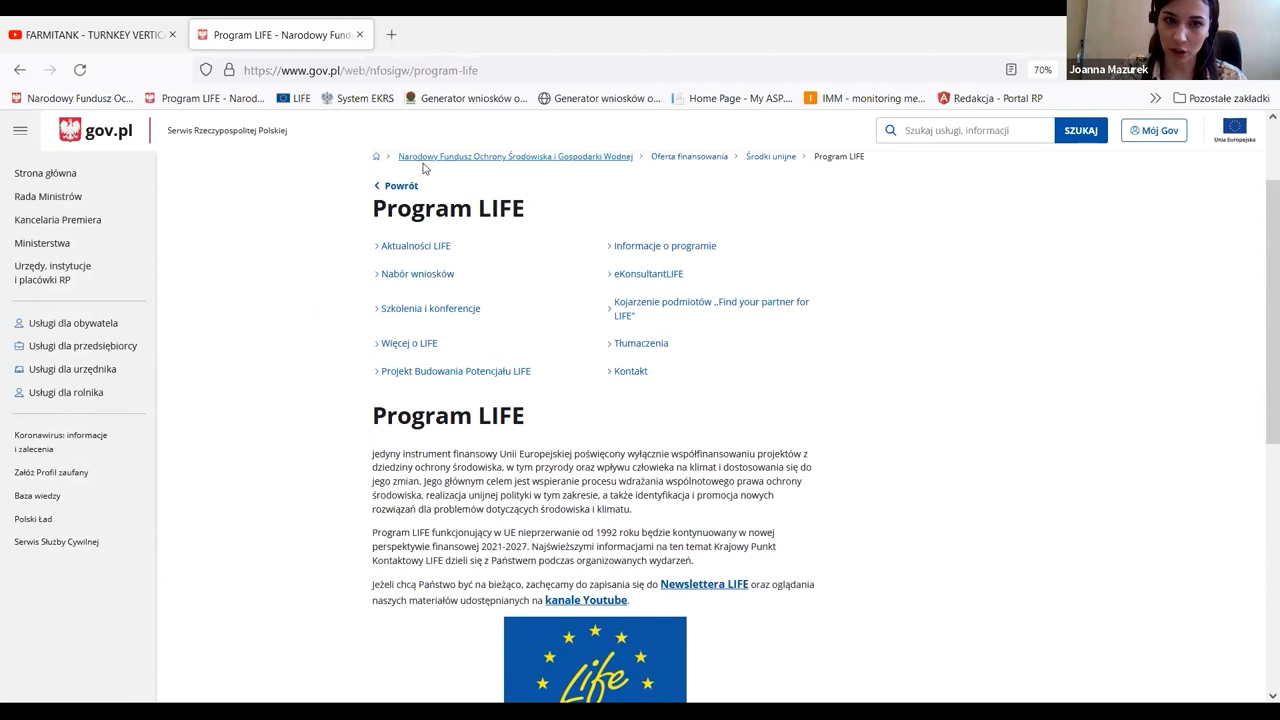 FARMITANK - TURNKEY VERTIC
Program LIFE - Narodowy Fund
https://www.gov.pl/web/nfosigw/program-life
70%
Joanna Mazurek
Narodowy Fundusz Oc...
Program LIFE - Narod...
LIFE
System EKRS
Generator wniosków o...
Generator wniosków o...
Home Page - My ASP....
IMM - monitoring me...
Redakcja - Portal RP
Pozostałe zakładki
gov.pl
Serwis Rzeczypospolitej Polskiej
Szukaj usługi, informacji
SZUKAJ
Mój Gov
Unia Europejska
Strona główna
Rada Ministrów
Kancelaria Premiera
Ministerstwa
Urzędy, instytucje
i placówki RP
Usługi dla obywatela
Usługi dla przedsiębiorcy
Usługi dla urzędnika
Usługi dla rolnika
Koronawirus: informacje
i zalecenia
Załóż Profil zaufany
Baza wiedzy
Polski Ład
Serwis Służby Cywilnej
Narodowy Fundusz Ochrony Środowiska i Gospodarki Wodnej
Oferta finansowania
Środki unijne
Program LIFE
Powrót
Program LIFE
Aktualności LIFE
Informacje o programie
Nabór wniosków
eKonsultantLIFE
Szkolenia i konferencje
Kojarzenie podmiotów „Find your partner for
LIFE”
Więcej o LIFE
Tłumaczenia
Projekt Budowania Potencjału LIFE
Kontakt
Program LIFE
jedyny instrument finansowy Unii Europejskiej poświęcony wyłącznie współfinansowaniu projektów z
dziedziny ochrony środowiska, w tym przyrody oraz wpływu człowieka na klimat i dostosowania się do
jego zmian. Jego głównym celem jest wspieranie procesu wdrażania wspólnotowego prawa ochrony
środowiska, realizacja unijnej polityki w tym zakresie, a także identyfikacja i promocja nowych
rozwiązań dla problemów dotyczących środowiska i klimatu.
Program LIFE funkcjonujący w UE nieprzerwanie od 1992 roku będzie kontynuowany w nowej
perspektywie finansowej 2021-2027. Najświeższymi informacjami na ten temat Krajowy Punkt
Kontaktowy LIFE dzieli się z Państwem podczas organizowanych wydarzeń.
Jeżeli chcą Państwo być na bieżąco, zachęcamy do zapisania się do Newslettera LIFE oraz oglądania
naszych materiałów udostępnianych na kanale Youtube.
Life